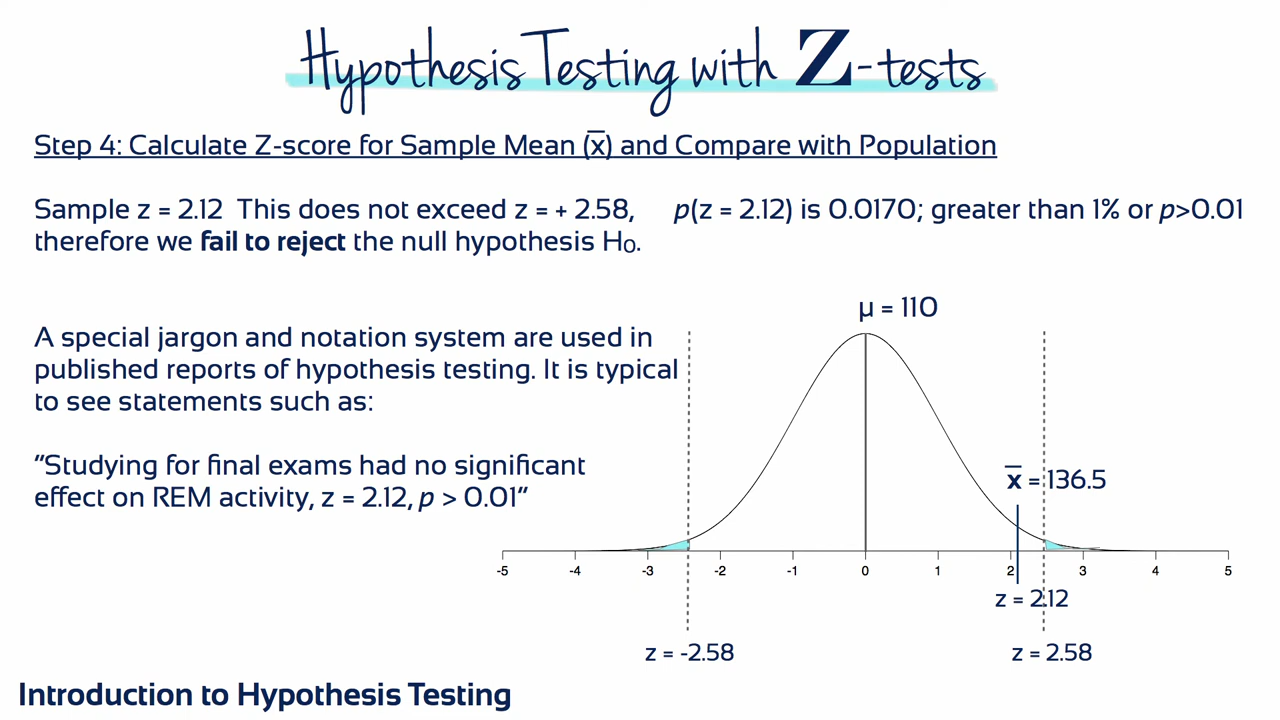 Hypothesis Testing with Z-tests
Step 4: Calculate Z-score for Sample Mean (x̅) and Compare with Population
Sample z = 2.12 This does not exceed z = + 2.58,
therefore we fail to reject the null hypothesis H₀.
p(z = 2.12) is 0.0170; greater than 1% or p>0.01
A special jargon and notation system are used in
published reports of hypothesis testing. It is typical
to see statements such as:
"Studying for final exams had no significant
effect on REM activity, z = 2.12, p > 0.01"
μ = 110
x̅ = 136.5
-5 -4 -3 -2 -1 0 1 2 3 4 5
z = 2.12
z = -2.58 z = 2.58
Introduction to Hypothesis Testing